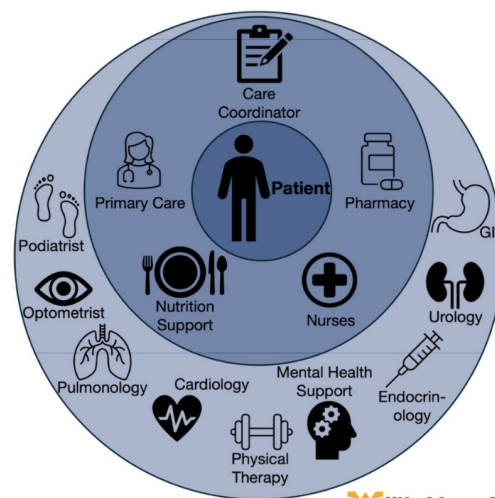 Care
Coordinator
Patient
Primary Care
Pharmacy
Podiatrist
GI
Optometrist
Nutrition
Support
Nurses
Urology
Pulmonology
Cardiology
Mental Health
Support
Endocrin-
ology
Physical
Therapy